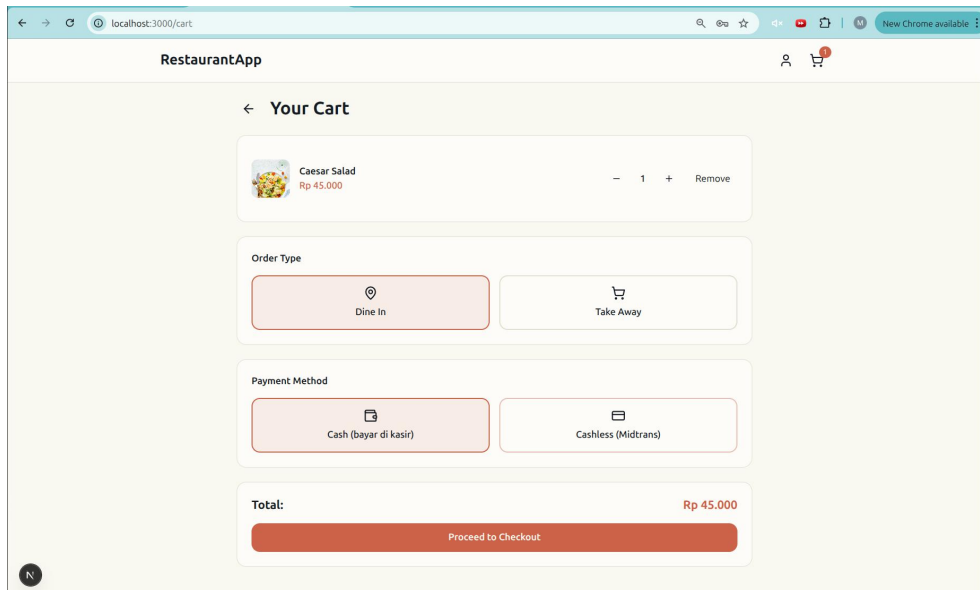 localhost:3000/cart
M
New Chrome available
RestaurantApp
1
Your Cart
Caesar Salad
Rp 45.000
− 1 + Remove
Order Type
Dine In
Take Away
Payment Method
Cash (bayar di kasir)
Cashless (Midtrans)
Total:
Rp 45.000
Proceed to Checkout
N